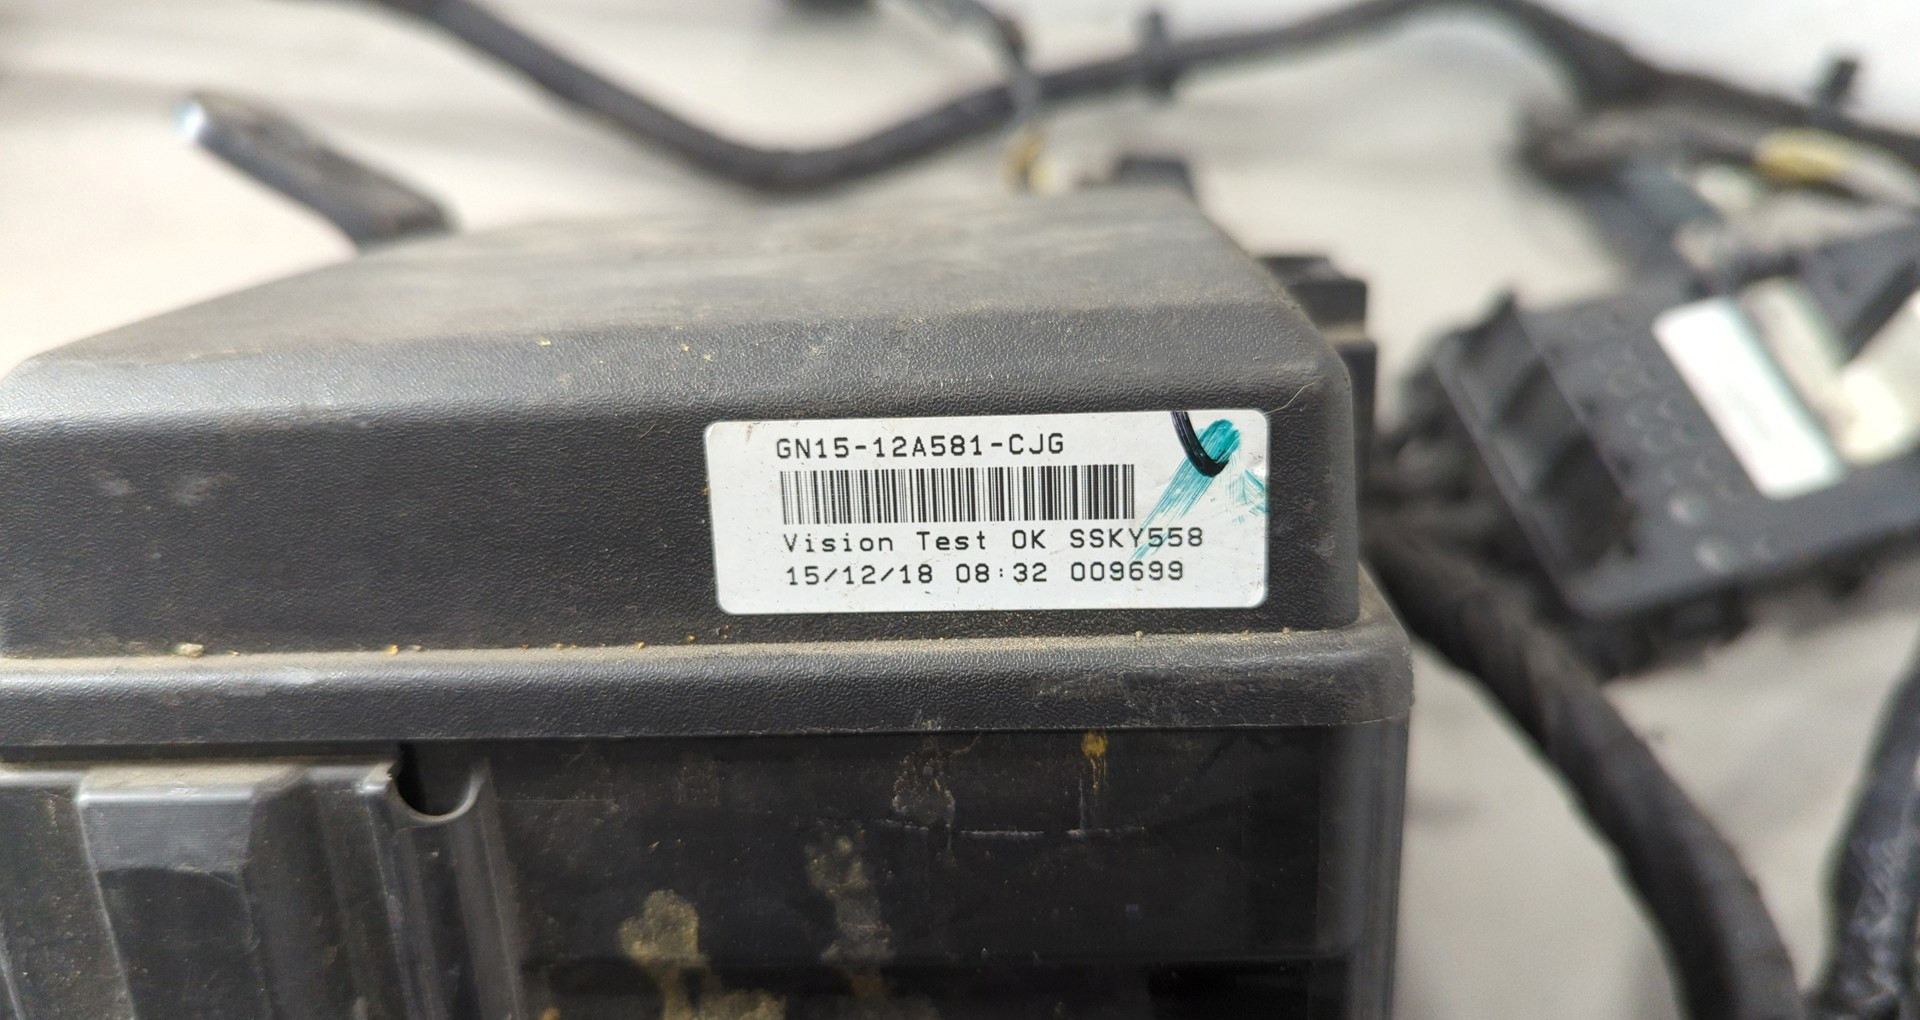 GN15-12A581-CJG
Vision Test OK SSKY558
15/12/18 08:32 009699